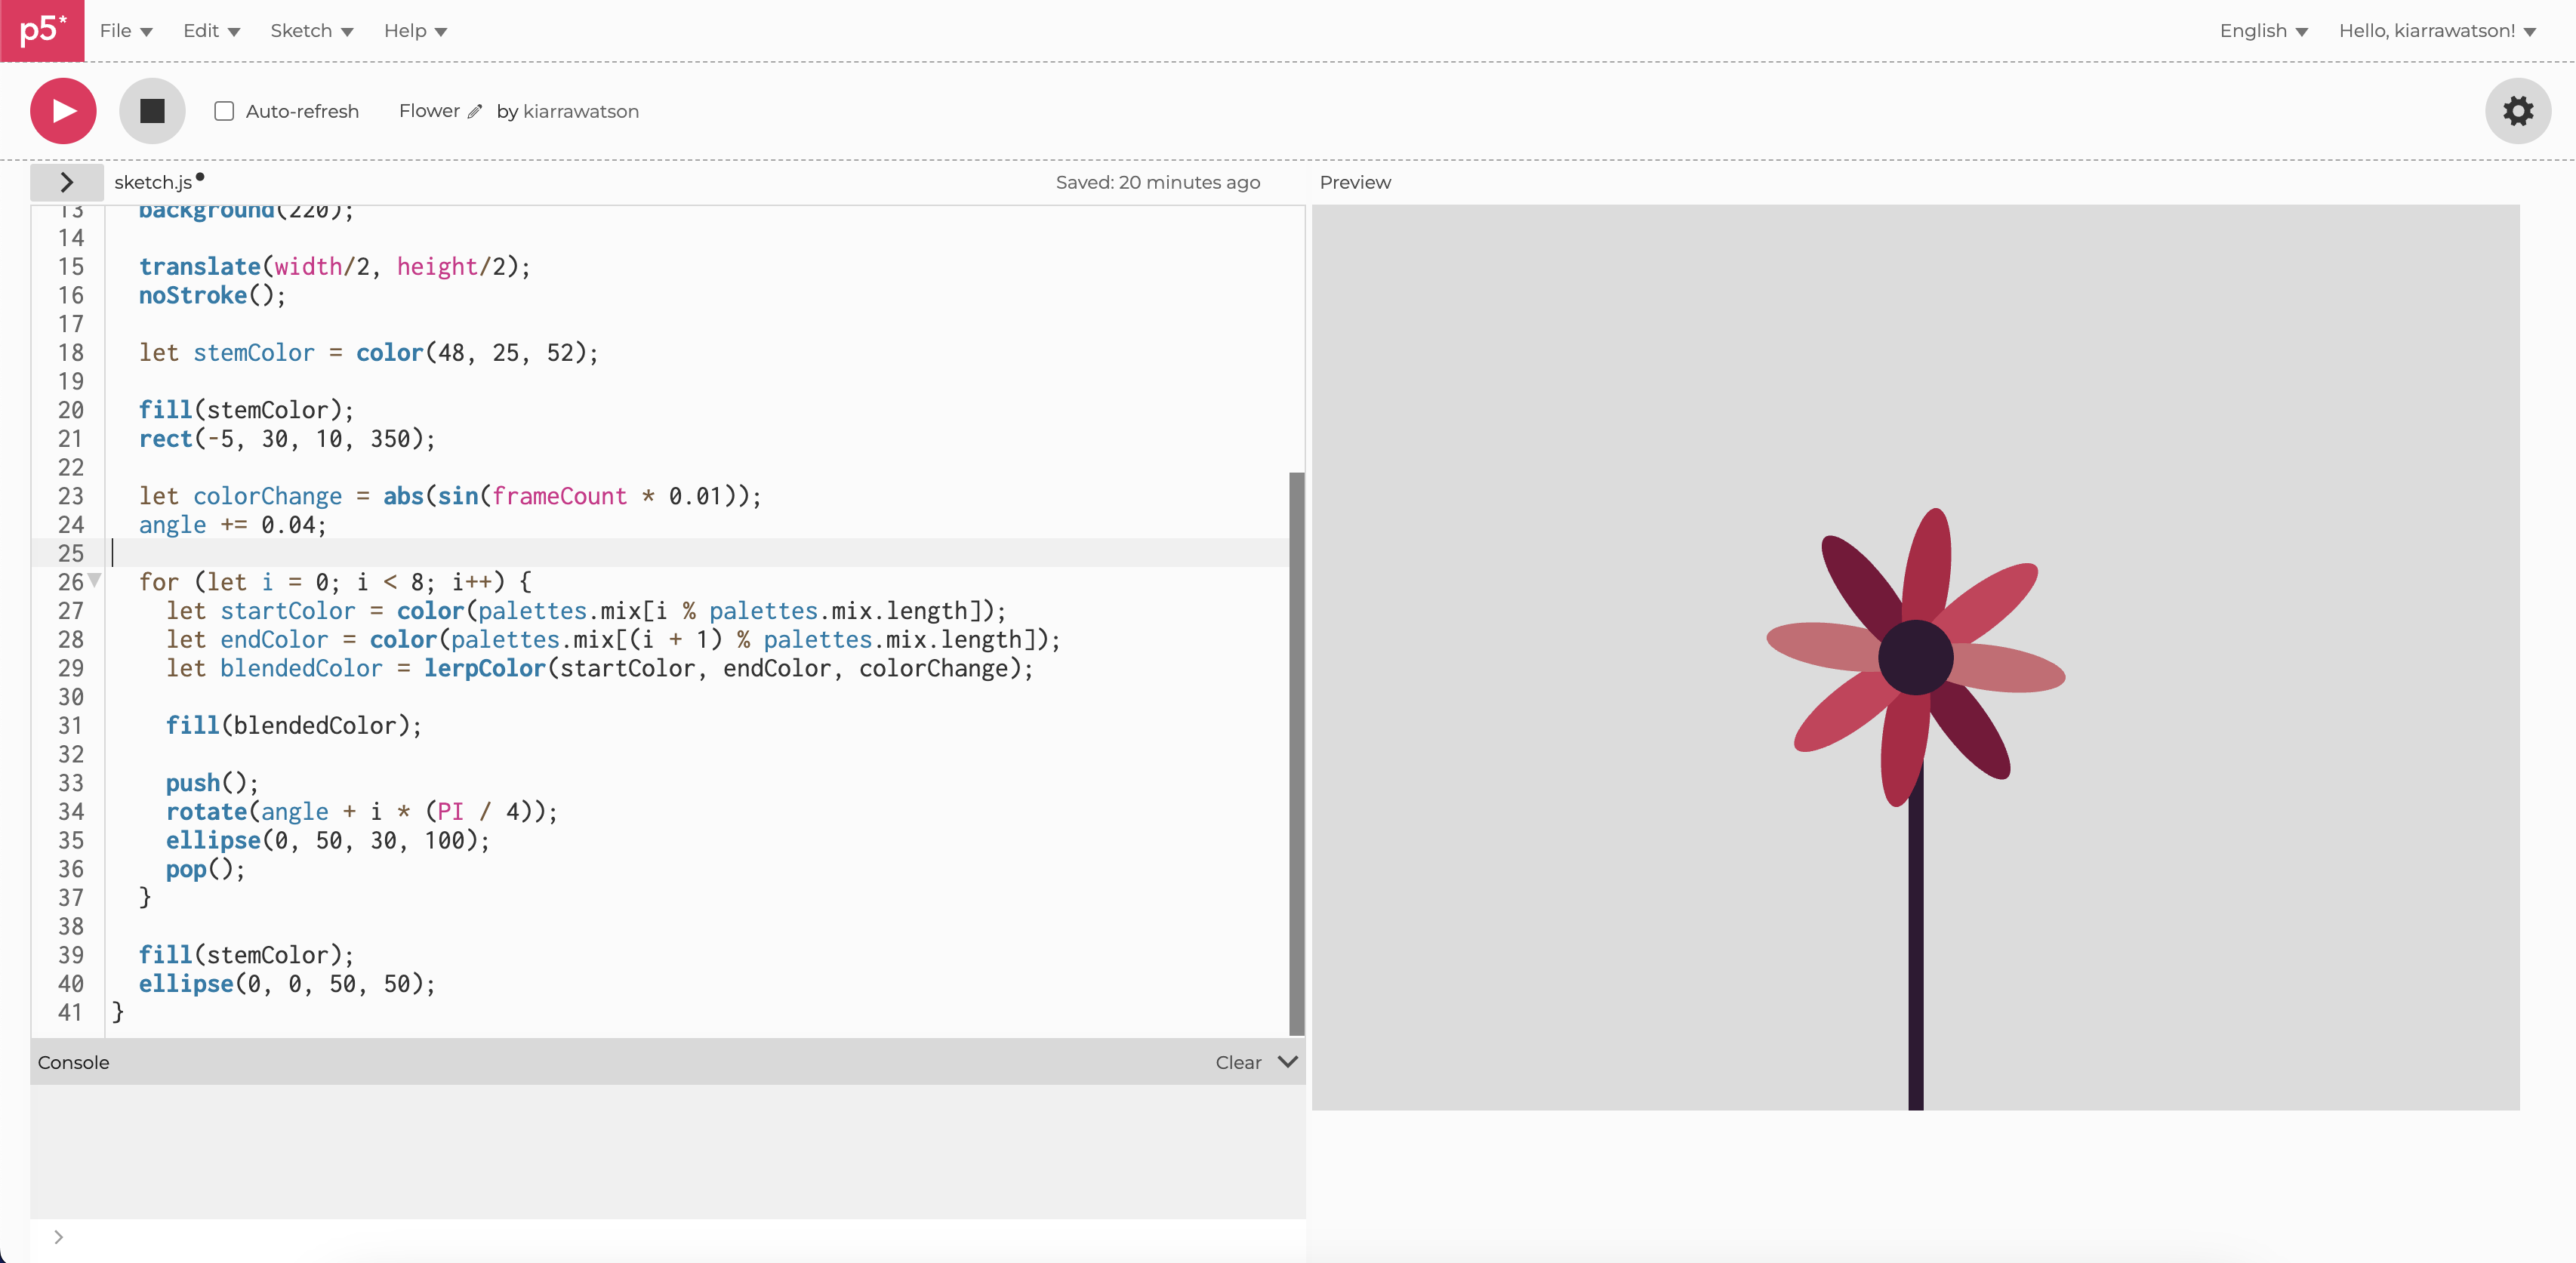 p5* File Edit Sketch Help English Hello, kiarrawatson!
Auto-refresh Flower by kiarrawatson
sketch.js Saved: 20 minutes ago Preview
13   background(220);
14
15   translate(width/2, height/2);
16   noStroke();
17
18   let stemColor = color(48, 25, 52);
19
20   fill(stemColor);
21   rect(-5, 30, 10, 350);
22
23   let colorChange = abs(sin(frameCount * 0.01));
24   angle += 0.04;
25
26   for (let i = 0; i < 8; i++) {
27     let startColor = color(palettes.mix[i % palettes.mix.length]);
28     let endColor = color(palettes.mix[(i + 1) % palettes.mix.length]);
29     let blendedColor = lerpColor(startColor, endColor, colorChange);
30
31     fill(blendedColor);
32
33     push();
34     rotate(angle + i * (PI / 4));
35     ellipse(0, 50, 30, 100);
36     pop();
37   }
38
39   fill(stemColor);
40   ellipse(0, 0, 50, 50);
41 }
Console Clear